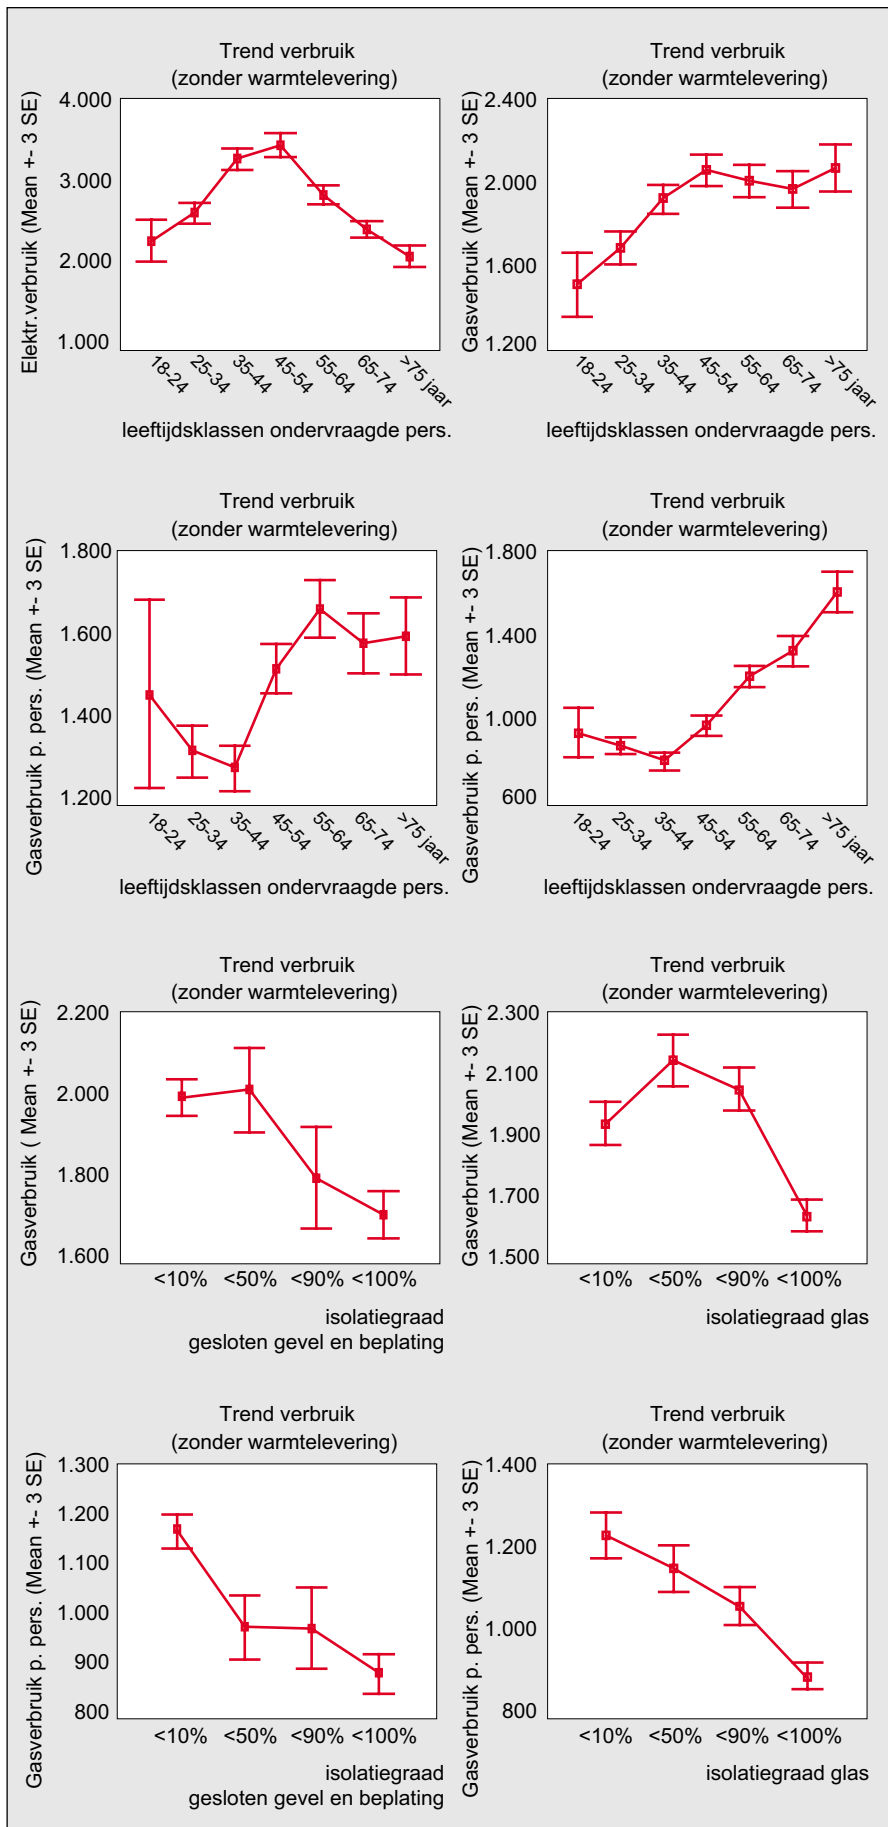 Trend verbruik
(zonder warmtelevering)
Elektr.verbruik (Mean +- 3 SE)
4.000
3.000
2.000
1.000
18-24
25-34
35-44
45-54
55-64
65-74
>75 jaar
leeftijdsklassen ondervraagde pers.
Trend verbruik
(zonder warmtelevering)
Gasverbruik (Mean +- 3 SE)
2.400
2.000
1.600
1.200
18-24
25-34
35-44
45-54
55-64
65-74
>75 jaar
leeftijdsklassen ondervraagde pers.
Trend verbruik
(zonder warmtelevering)
Gasverbruik p. pers. (Mean +- 3 SE)
1.800
1.600
1.400
1.200
18-24
25-34
35-44
45-54
55-64
65-74
>75 jaar
leeftijdsklassen ondervraagde pers.
Trend verbruik
(zonder warmtelevering)
Gasverbruik p. pers. (Mean +- 3 SE)
1.800
1.400
1.000
600
18-24
25-34
35-44
45-54
55-64
65-74
>75 jaar
leeftijdsklassen ondervraagde pers.
Trend verbruik
(zonder warmtelevering)
Gasverbruik ( Mean +- 3 SE)
2.200
2.000
1.800
1.600
<10% <50% <90% <100%
isolatiegraad
gesloten gevel en beplating
Trend verbruik
(zonder warmtelevering)
Gasverbruik (Mean +- 3 SE)
2.300
2.100
1.900
1.700
1.500
<10% <50% <90% <100%
isolatiegraad glas
Trend verbruik
(zonder warmtelevering)
Gasverbruik p. pers. (Mean +- 3 SE)
1.300
1.200
1.100
1.000
900
800
<10% <50% <90% <100%
isolatiegraad
gesloten gevel en beplating
Trend verbruik
(zonder warmtelevering)
Gasverbruik p. pers. (Mean +- 3 SE)
1.400
1.200
1.000
800
<10% <50% <90% <100%
isolatiegraad glas